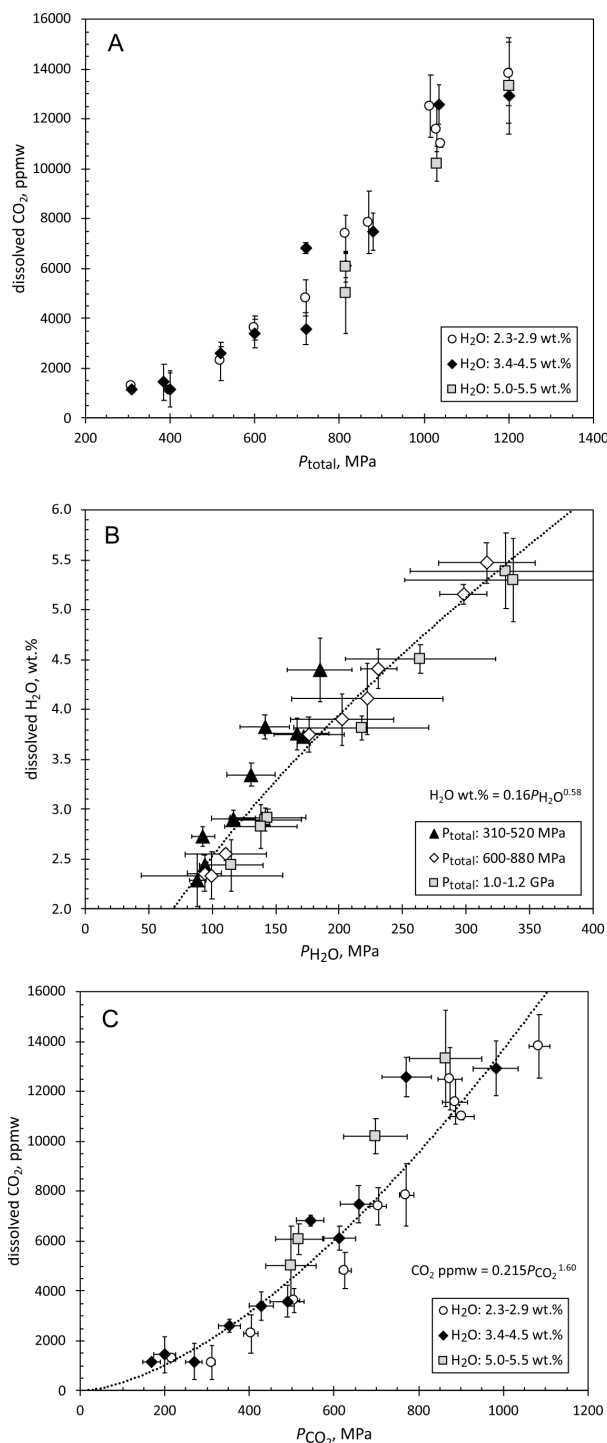 A
16000
14000
12000
10000
8000
6000
4000
2000
0
dissolved CO2, ppmw
H2O: 2.3-2.9 wt.%
H2O: 3.4-4.5 wt.%
H2O: 5.0-5.5 wt.%
200 400 600 800 1000 1200 1400
Ptotal, MPa
B
6.0
5.5
5.0
4.5
4.0
3.5
3.0
2.5
2.0
dissolved H2O, wt.%
H2O wt.% = 0.16PH2O^0.58
Ptotal: 310-520 MPa
Ptotal: 600-880 MPa
Ptotal: 1.0-1.2 GPa
0 50 100 150 200 250 300 350 400
PH2O, MPa
C
16000
14000
12000
10000
8000
6000
4000
2000
0
dissolved CO2, ppmw
CO2 ppmw = 0.215PCO2^1.60
H2O: 2.3-2.9 wt.%
H2O: 3.4-4.5 wt.%
H2O: 5.0-5.5 wt.%
0 200 400 600 800 1000 1200
PCO2, MPa